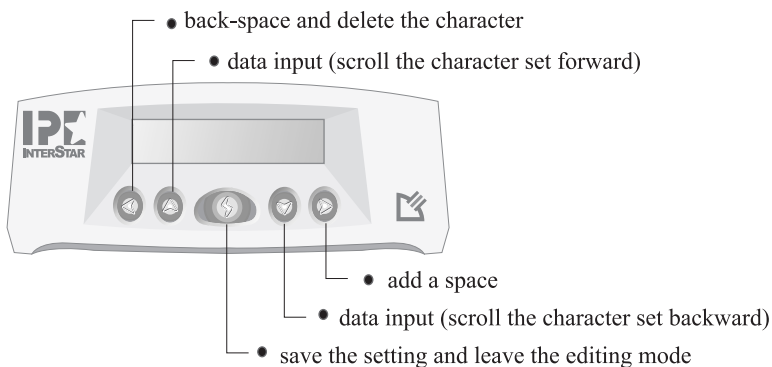 back-space and delete the character
data input (scroll the character set forward)
INTERSTAR
add a space
data input (scroll the character set backward)
save the setting and leave the editing mode